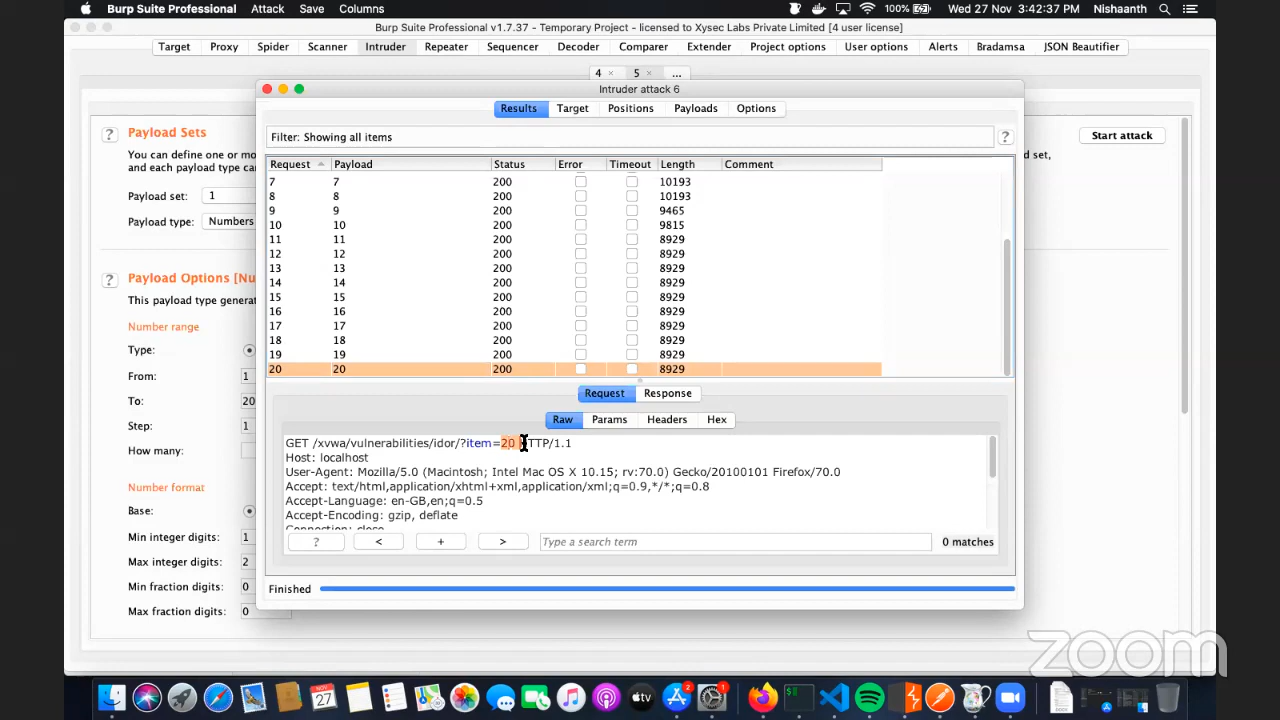 Attack Save Columns 100% Wed 27 Nov 3:42:37 PM Nishaanth
Burp Suite Professional v1.7.37 - Temporary Project - licensed to Xysec Labs Private Limited [4 user license]
Target Proxy Spider Scanner Intruder Repeater Sequencer Decoder Comparer Extender Project options User options Alerts Bradamsa JSON Beautifier
4 × 5 × ...
Intruder attack 6
Results Target Positions Payloads Options
? Payload Sets
Start attack
You can define one or mo
set,
and each payload type ca
Payload set: 1
Payload type: Numbers
? Payload Options [Nu
This payload type generat
Number range
Type:
From: 1
To: 20
Step: 1
How many:
Number format
Base:
Min integer digits: 1
Max integer digits: 2
Min fraction digits: 0
Max fraction digits: 0
Filter: Showing all items ?
Request Payload Status Error Timeout Length Comment
7 7 200 10193
8 8 200 10193
9 9 200 9465
10 10 200 9815
11 11 200 8929
12 12 200 8929
13 13 200 8929
14 14 200 8929
15 15 200 8929
16 16 200 8929
17 17 200 8929
18 18 200 8929
19 19 200 8929
20 20 200 8929
Request Response
Raw Params Headers Hex
GET /xvwa/vulnerabilities/idor/?item=20 HTTP/1.1
Host: localhost
User-Agent: Mozilla/5.0 (Macintosh; Intel Mac OS X 10.15; rv:70.0) Gecko/20100101 Firefox/70.0
Accept: text/html,application/xhtml+xml,application/xml;q=0.9,*/*;q=0.8
Accept-Language: en-GB,en;q=0.5
Accept-Encoding: gzip, deflate
Connection: close
? < + > Type a search term 0 matches
Finished
zoom
NOV
27
tv
2
1